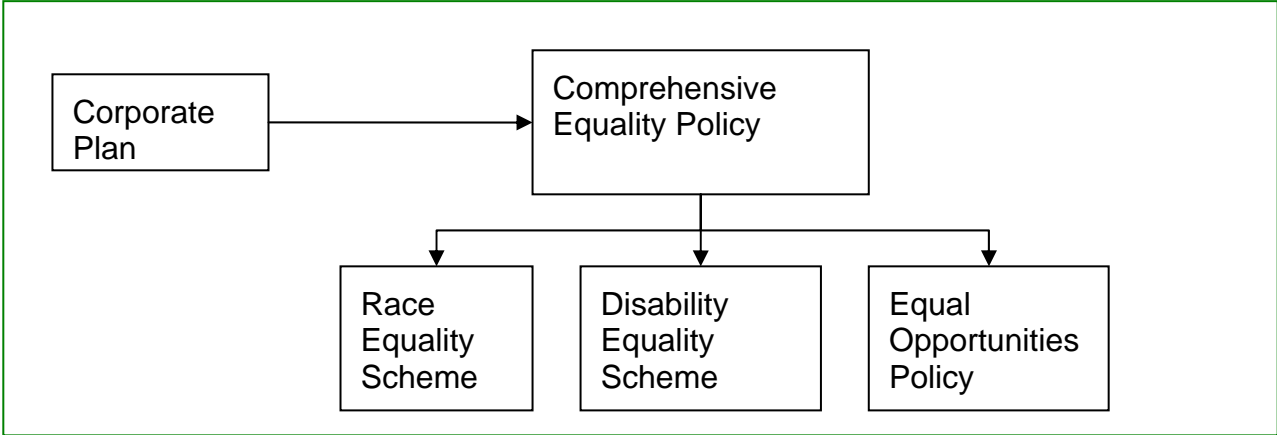 Corporate
Plan
Comprehensive
Equality Policy
Race
Equality
Scheme
Disability
Equality
Scheme
Equal
Opportunities
Policy